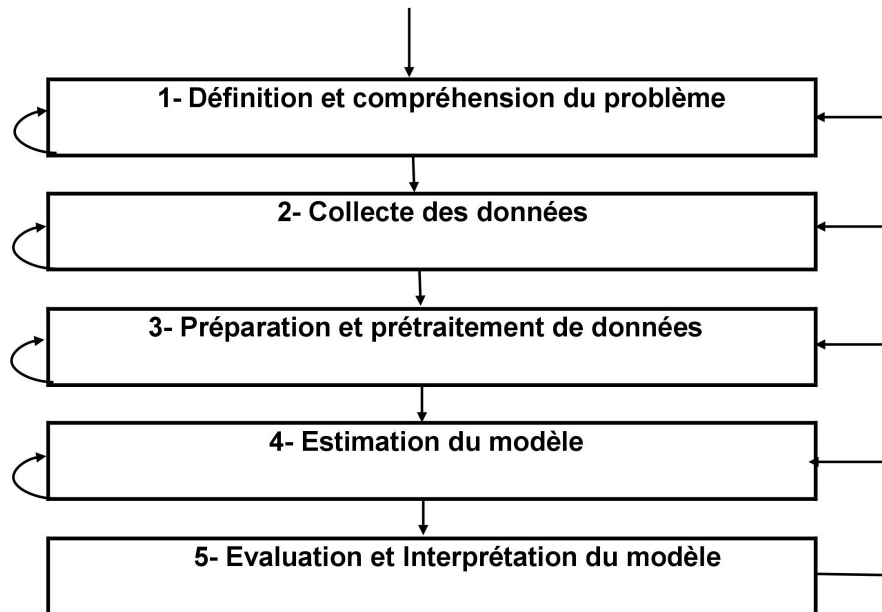 1- Définition et compréhension du problème
2- Collecte des données
3- Préparation et prétraitement de données
4- Estimation du modèle
5- Evaluation et Interprétation du modèle